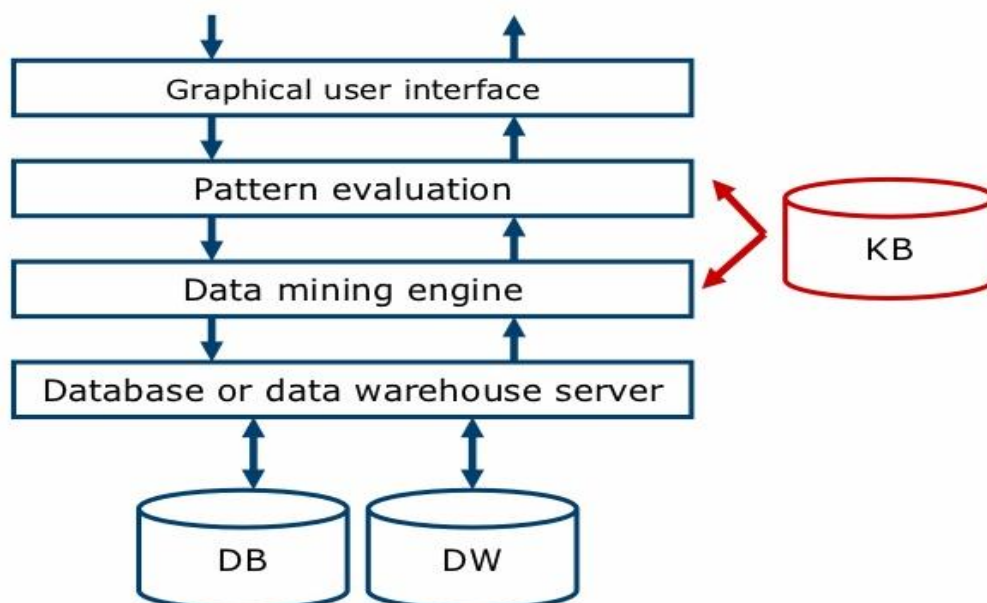 Graphical user interface
Pattern evaluation
KB
Data mining engine
Database or data warehouse server
DB
DW